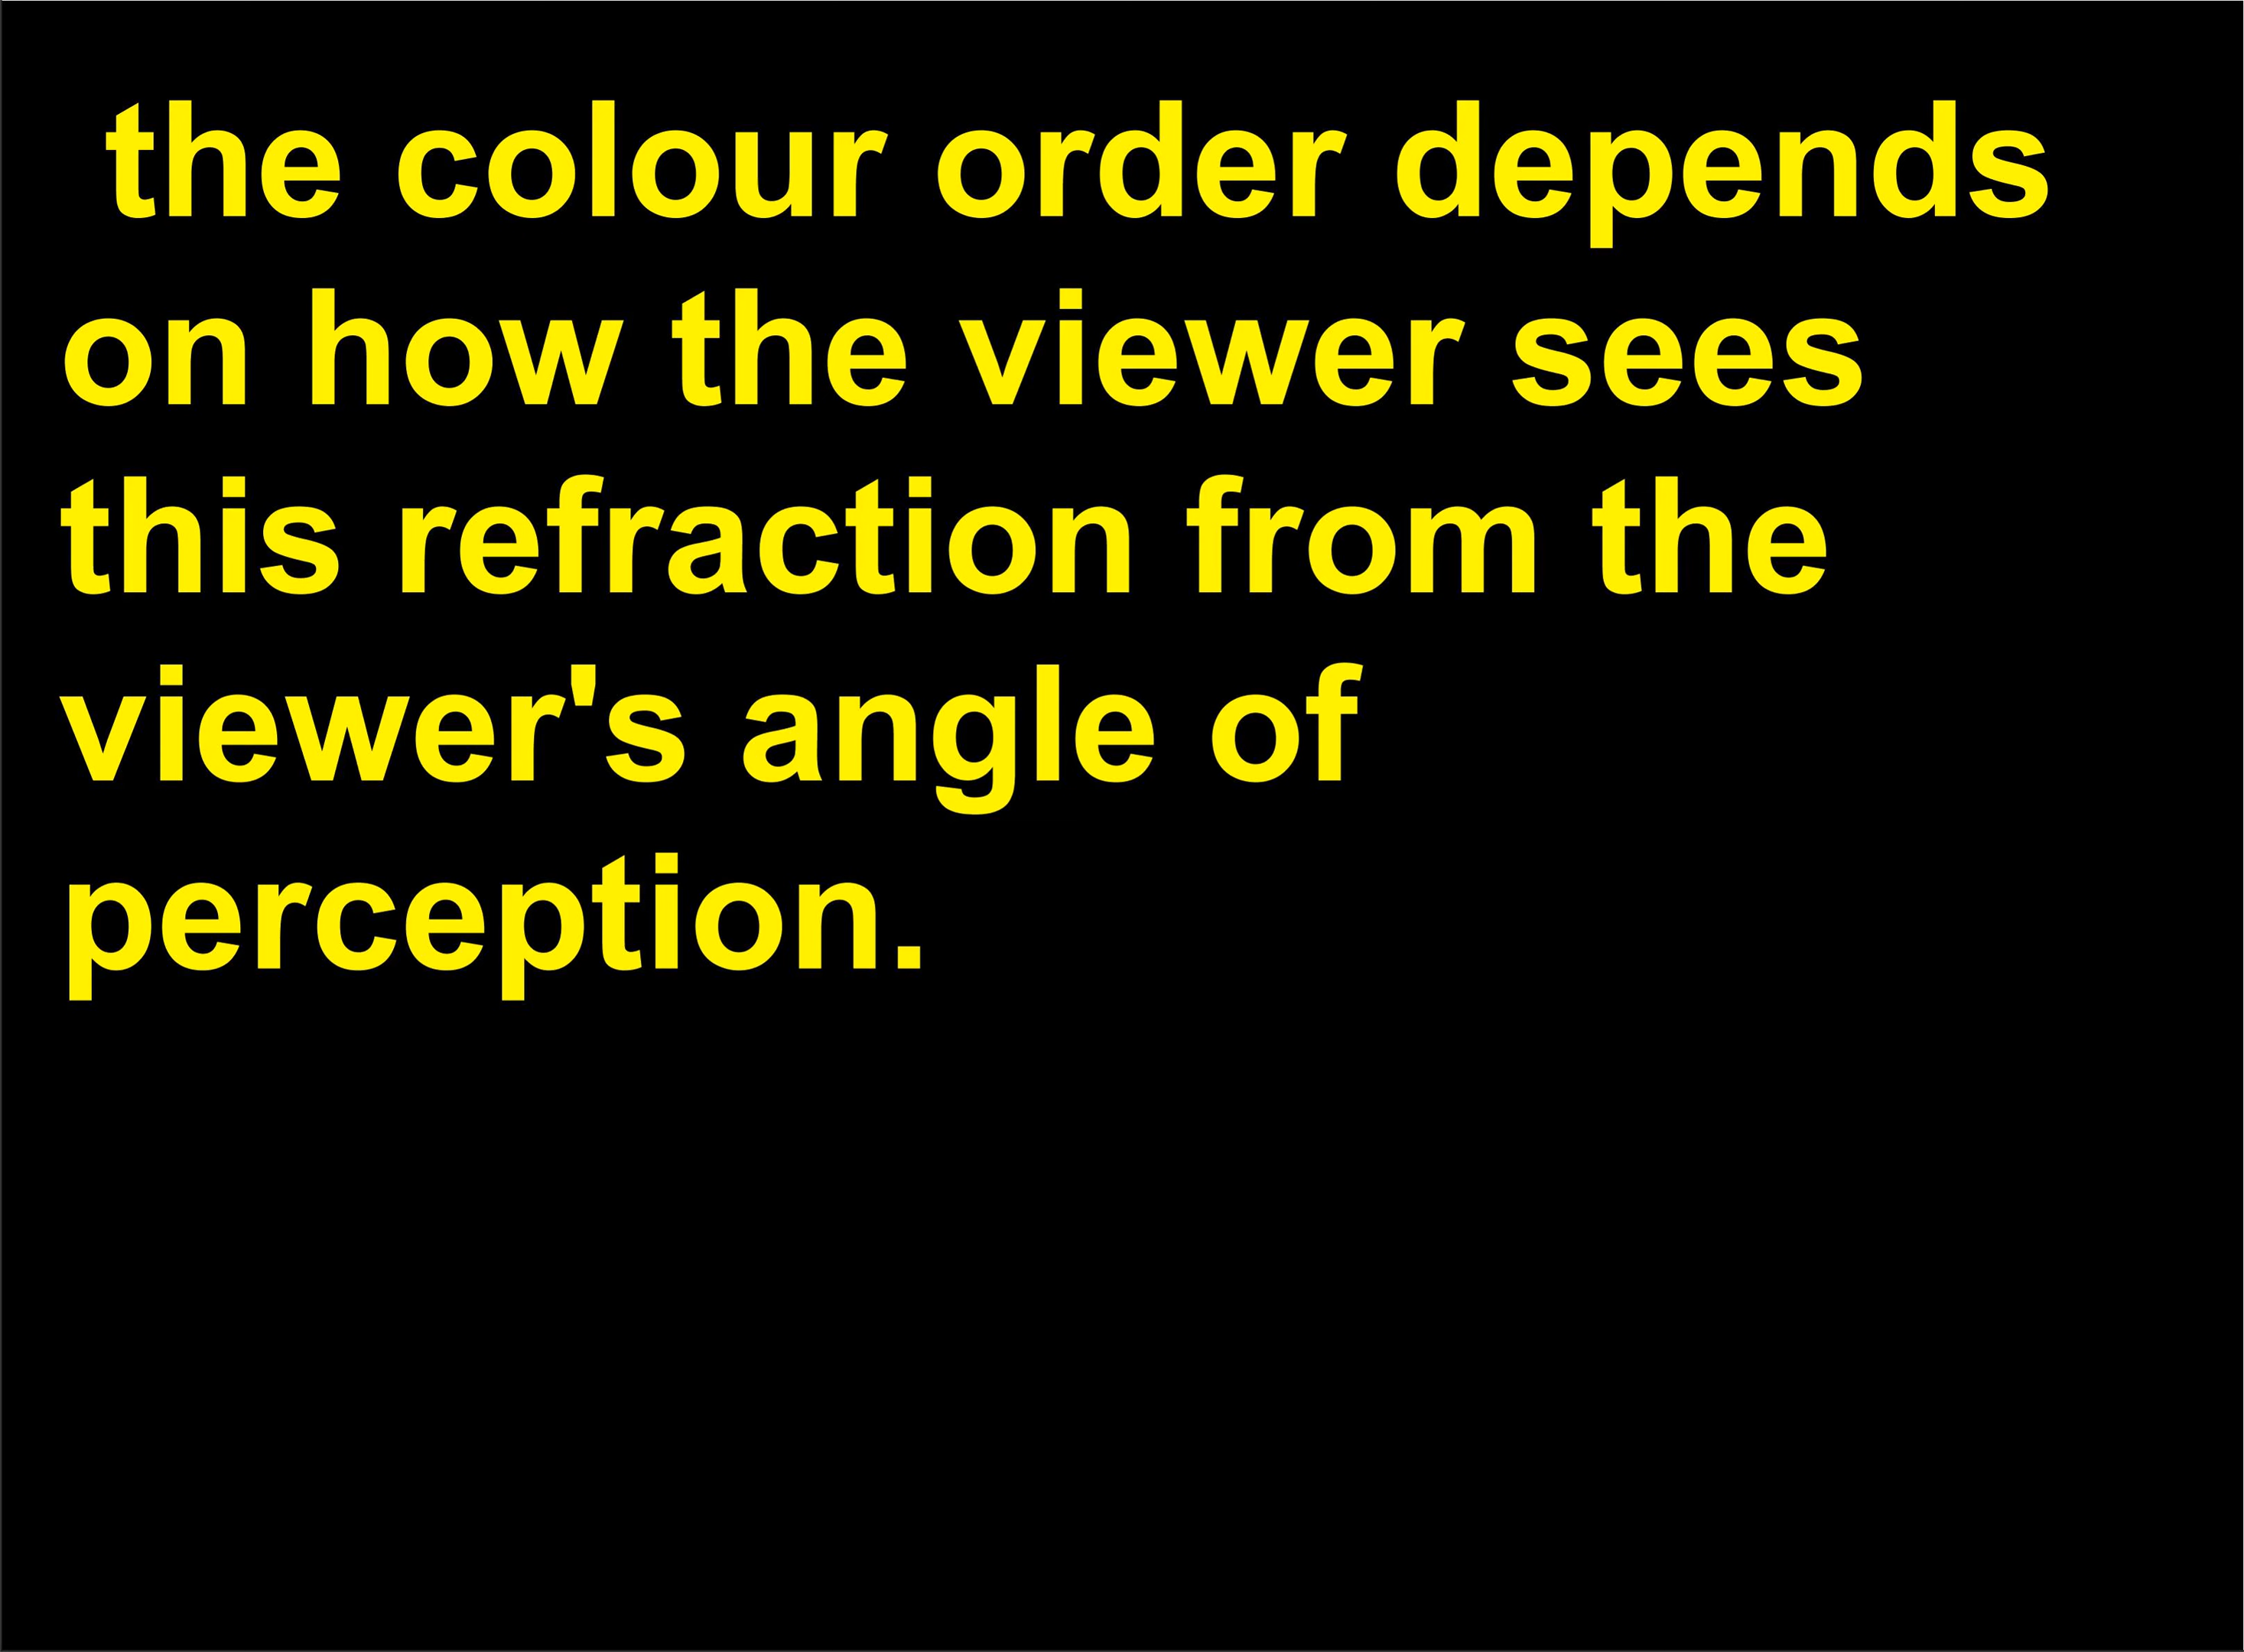 the colour order depends
on how the viewer sees
this refraction from the
viewer's angle of
perception.